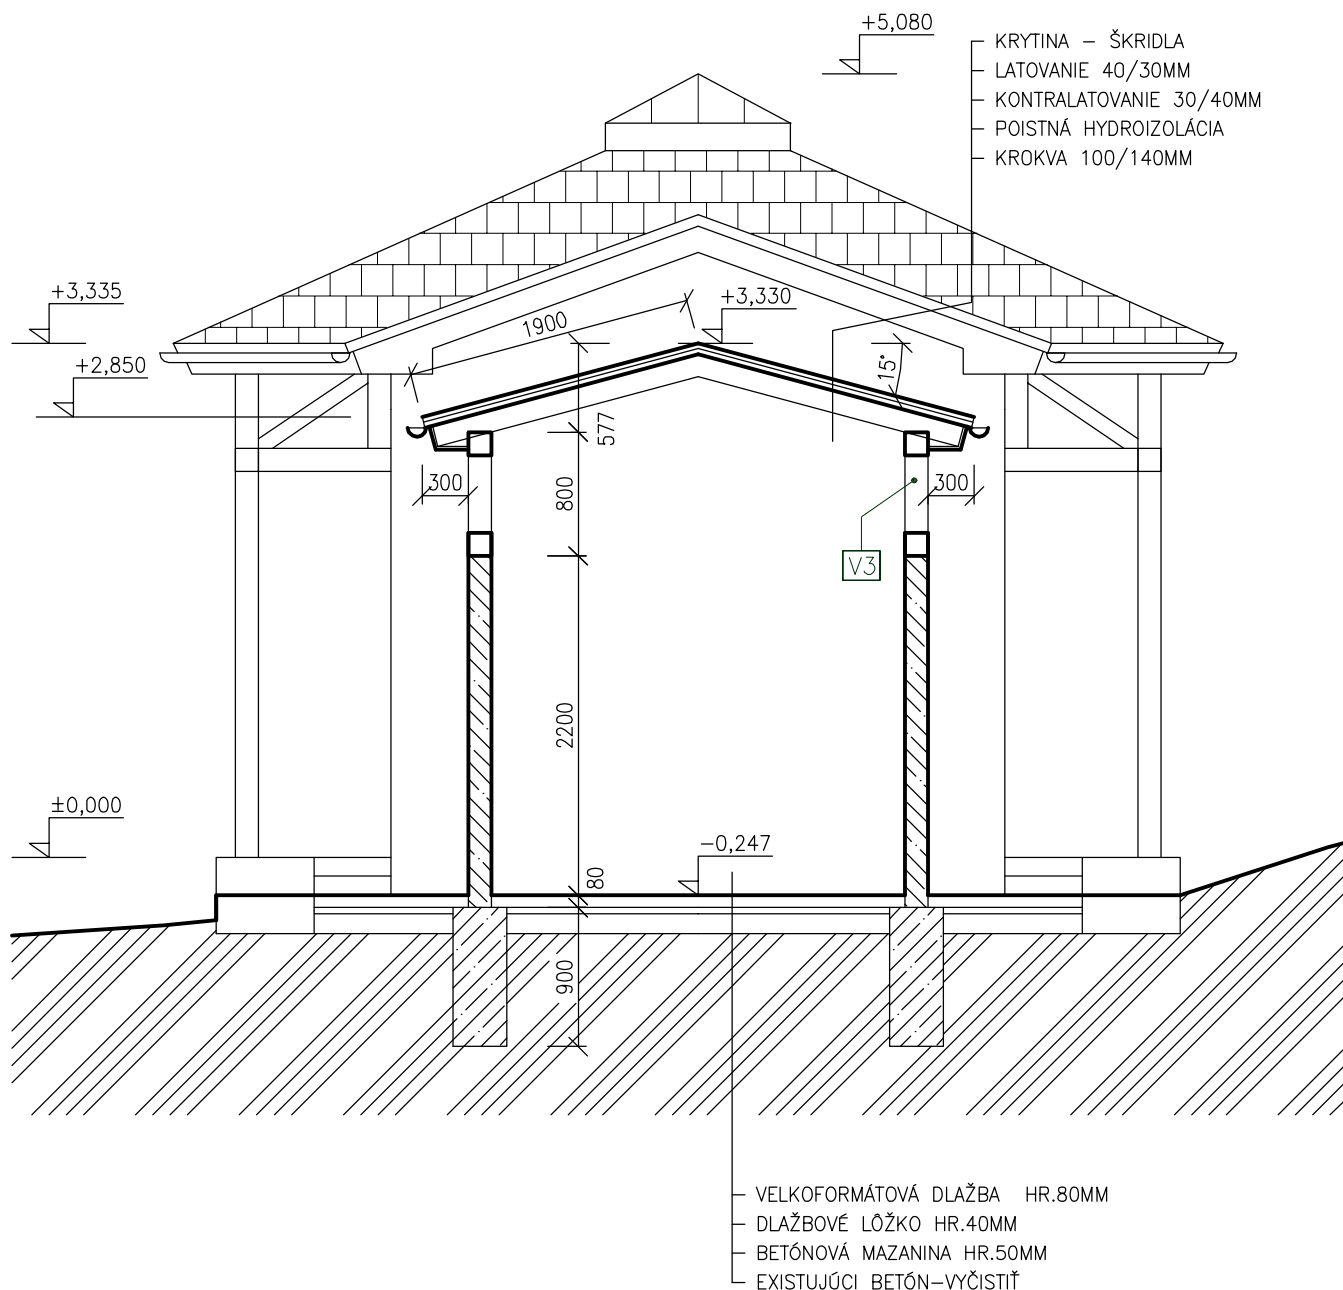 +5,080
KRYTINA – ŠKRIDLA
LATOVANIE 40/30MM
KONTRALATOVANIE 30/40MM
POISTNÁ HYDROIZOLÁCIA
KROKVA 100/140MM
+3,335
+3,330
1900
+2,850
15°
577
300
800
300
V3
2200
±0,000
-0,247
80
900
VELKOFORMÁTOVÁ DLAŽBA HR.80MM
DLAŽBOVÉ LÔŽKO HR.40MM
BETÓNOVÁ MAZANINA HR.50MM
EXISTUJÚCI BETÓN-VYČISTIŤ